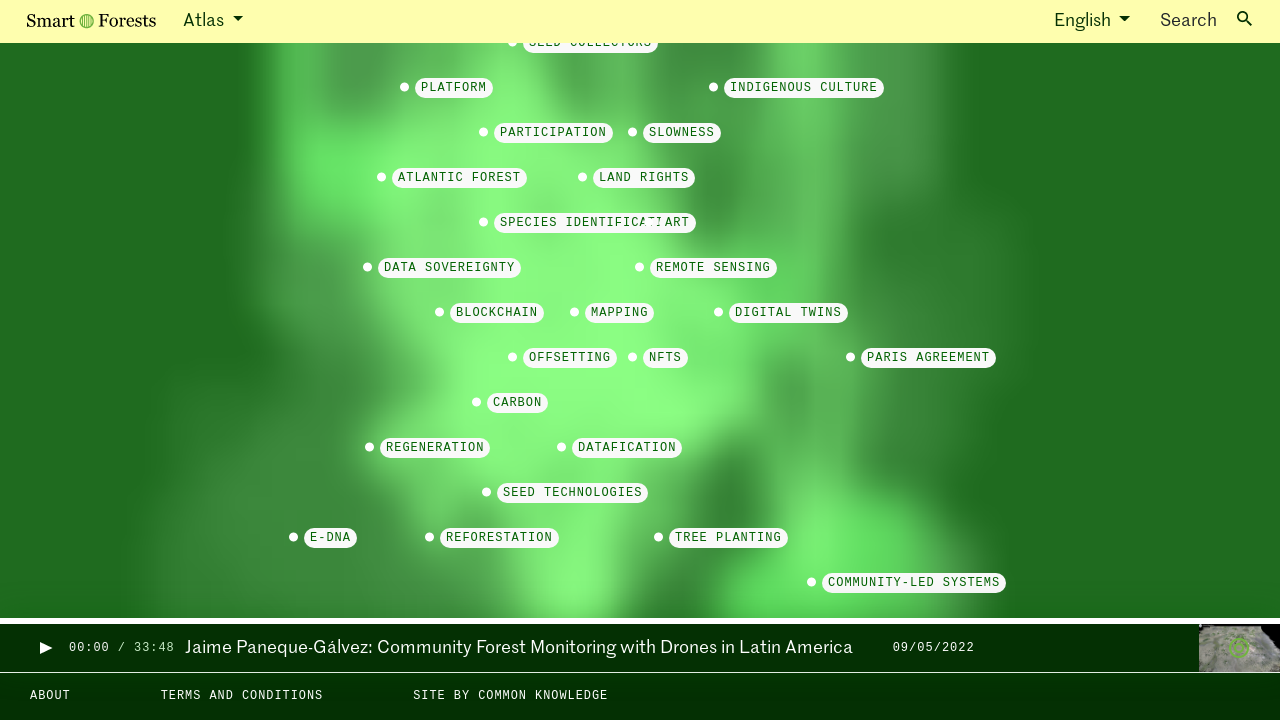 Smart Forests Atlas English Search
SEED COLLECTORS
PLATFORM INDIGENOUS CULTURE
PARTICIPATION SLOWNESS
ATLANTIC FOREST LAND RIGHTS
SPECIES IDENTIFICAT ART
DATA SOVEREIGNTY REMOTE SENSING
BLOCKCHAIN MAPPING DIGITAL TWINS
OFFSETTING NFTS PARIS AGREEMENT
CARBON
REGENERATION DATAFICATION
SEED TECHNOLOGIES
E-DNA REFORESTATION TREE PLANTING
COMMUNITY-LED SYSTEMS
00:00 / 33:48 Jaime Paneque-Gálvez: Community Forest Monitoring with Drones in Latin America 09/05/2022
ABOUT TERMS AND CONDITIONS SITE BY COMMON KNOWLEDGE